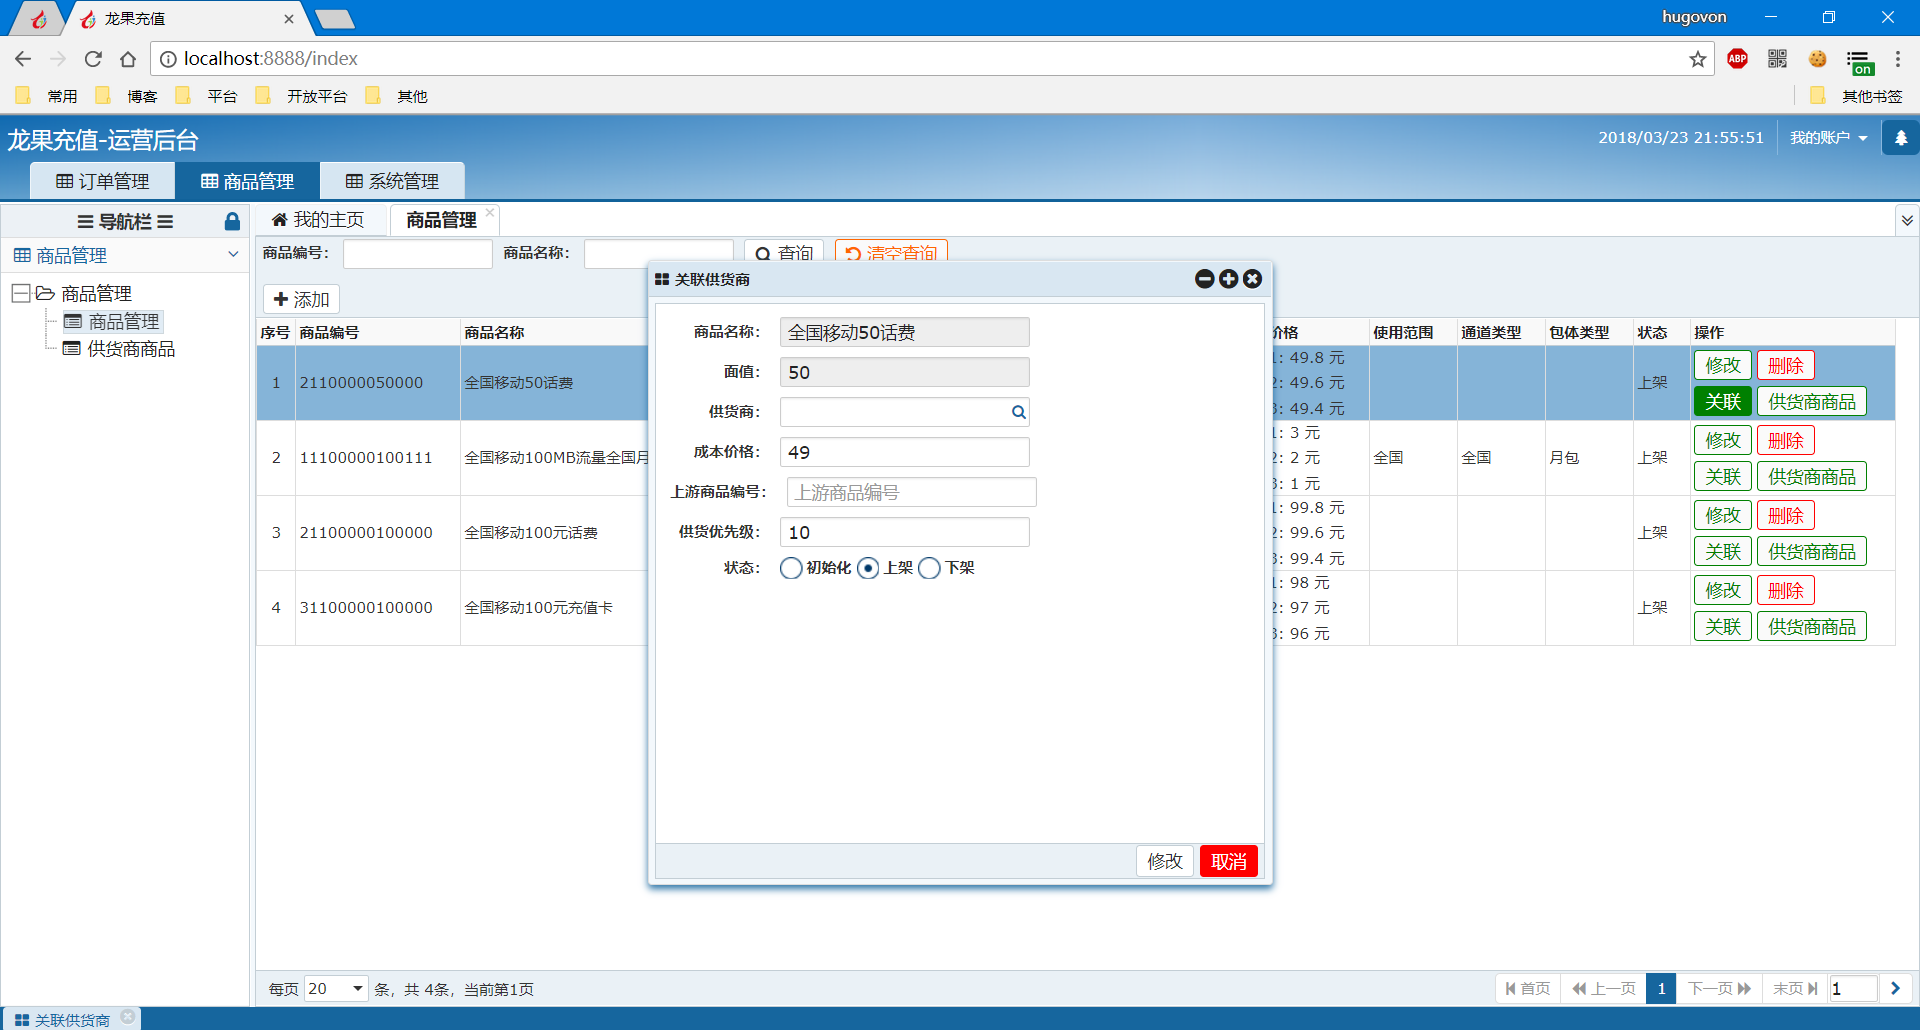 龙果充值
hugovon
localhost:8888/index
ABP
on
常用 博客 平台 开放平台 其他 其他书签
龙果充值-运营后台
2018/03/23 21:55:51 我的账户
订单管理 商品管理 系统管理
导航栏
我的主页 商品管理
商品管理
商品管理
商品管理
供货商商品
商品编号： 商品名称： 查询 清空查询
添加
序号 商品编号 商品名称 价格 使用范围 通道类型 包体类型 状态 操作
1 2110000050000 全国移动50话费 1: 49.8 元 2: 49.6 元 3: 49.4 元 上架 修改 删除 关联 供货商商品
2 11100000100111 全国移动100MB流量全国月 1: 3 元 2: 2 元 3: 1 元 全国 全国 月包 上架 修改 删除 关联 供货商商品
3 21100000100000 全国移动100元话费 1: 99.8 元 2: 99.6 元 3: 99.4 元 上架 修改 删除 关联 供货商商品
4 31100000100000 全国移动100元充值卡 1: 98 元 2: 97 元 3: 96 元 上架 修改 删除 关联 供货商商品
关联供货商
商品名称： 全国移动50话费
面值： 50
供货商：
成本价格： 49
上游商品编号： 上游商品编号
供货优先级： 10
状态： 初始化 上架 下架
修改 取消
每页 20 条，共 4条，当前第1页
首页 上一页 1 下一页 末页 1
关联供货商